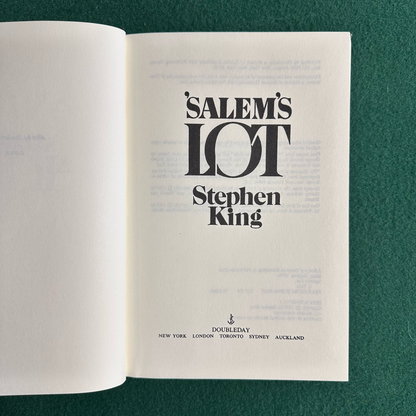 'SALEM'S
LOT
Stephen
King
DOUBLEDAY
NEW YORK LONDON TORONTO SYDNEY AUCKLAND